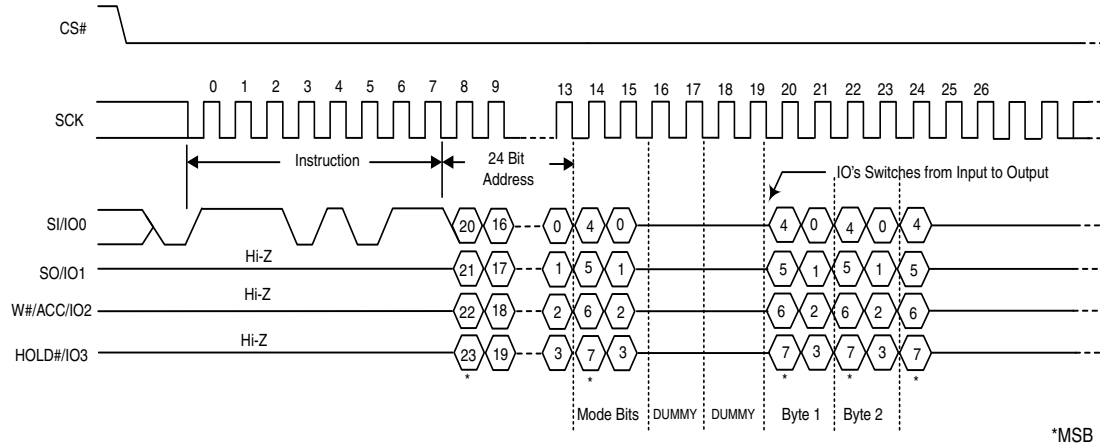 CS#
0 1 2 3 4 5 6 7 8 9 13 14 15 16 17 18 19 20 21 22 23 24 25 26
SCK
Instruction
24 Bit
Address
IO's Switches from Input to Output
SI/IO0
20 16 0 4 0 4 0 4 0 4
SO/IO1
Hi-Z
21 17 1 5 1 5 1 5 1 5
W#/ACC/IO2
Hi-Z
22 18 2 6 2 6 2 6 2 6
HOLD#/IO3
Hi-Z
23 19 3 7 3 7 3 7 3 7
* * * * *
Mode Bits DUMMY DUMMY Byte 1 Byte 2
*MSB